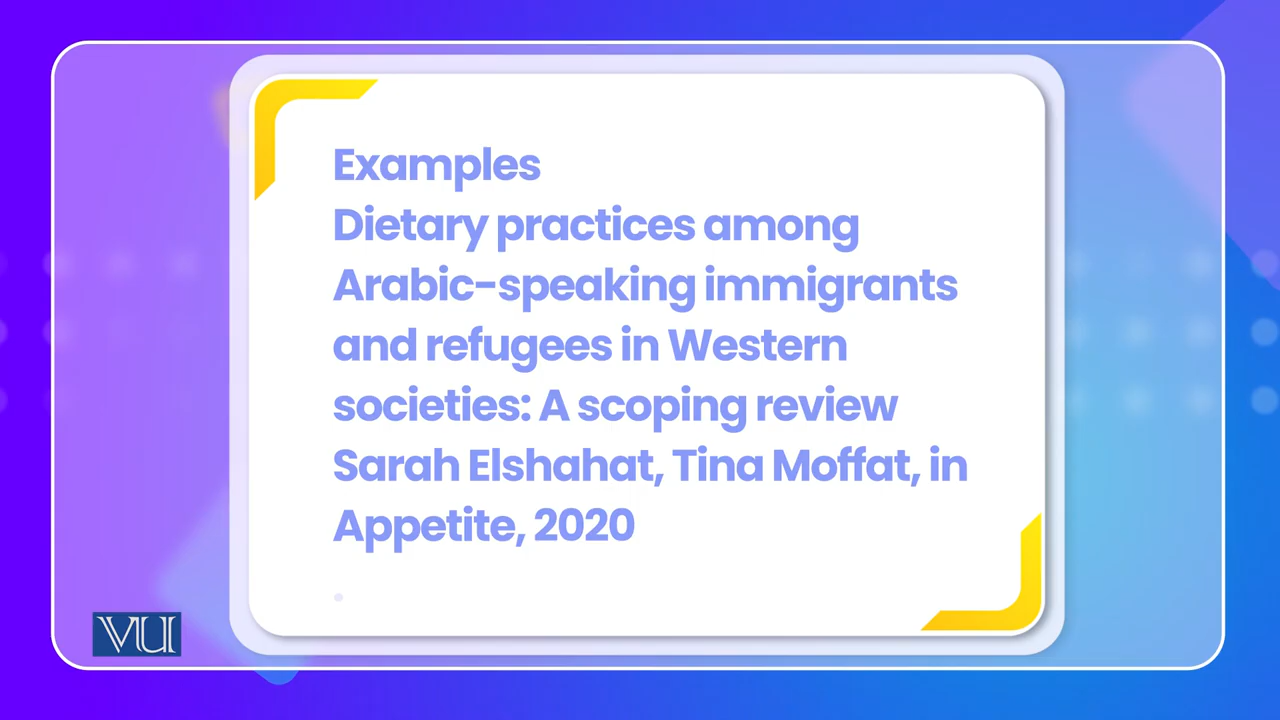 Examples
Dietary practices among
Arabic-speaking immigrants
and refugees in Western
societies: A scoping review
Sarah Elshahat, Tina Moffat, in
Appetite, 2020
VU